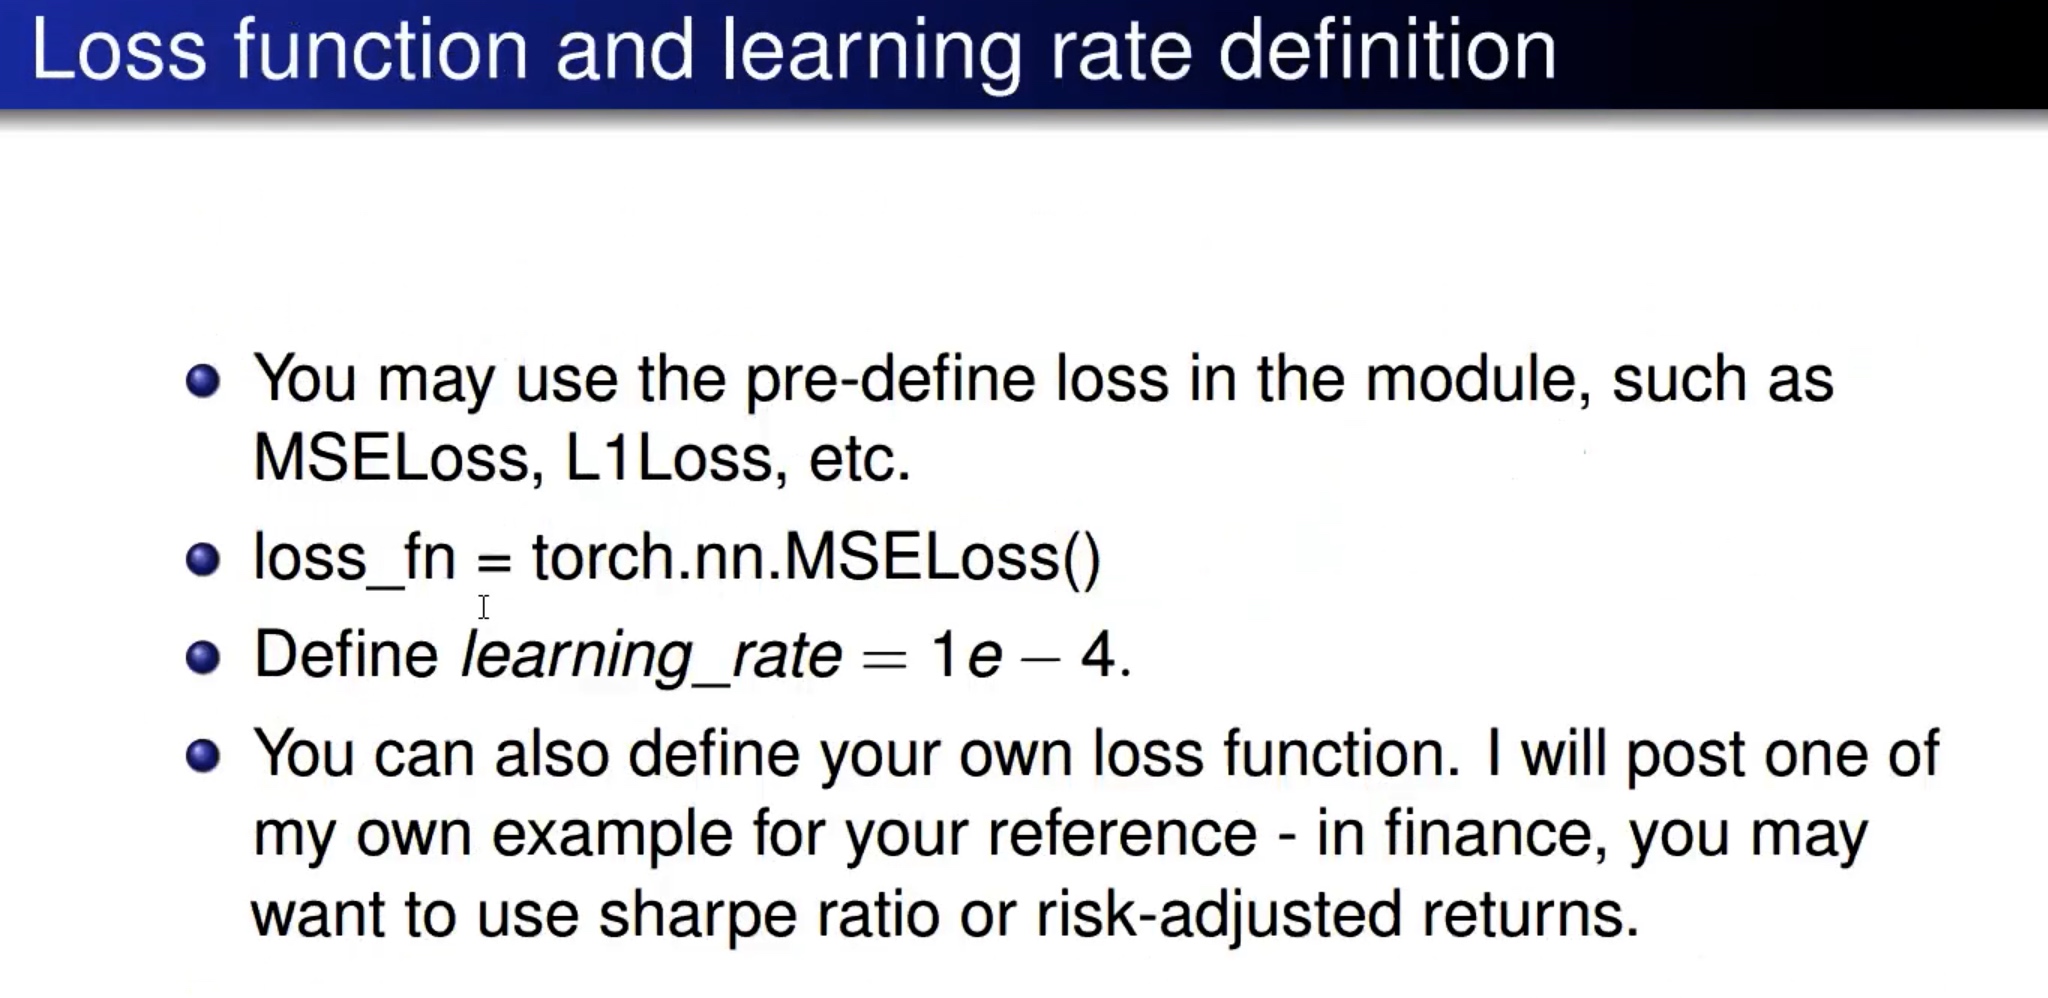 Loss function and learning rate definition
You may use the pre-define loss in the module, such as
MSELoss, L1Loss, etc.
loss_fn = torch.nn.MSELoss()
Define learning_rate = 1e − 4.
You can also define your own loss function. I will post one of
my own example for your reference - in finance, you may
want to use sharpe ratio or risk-adjusted returns.